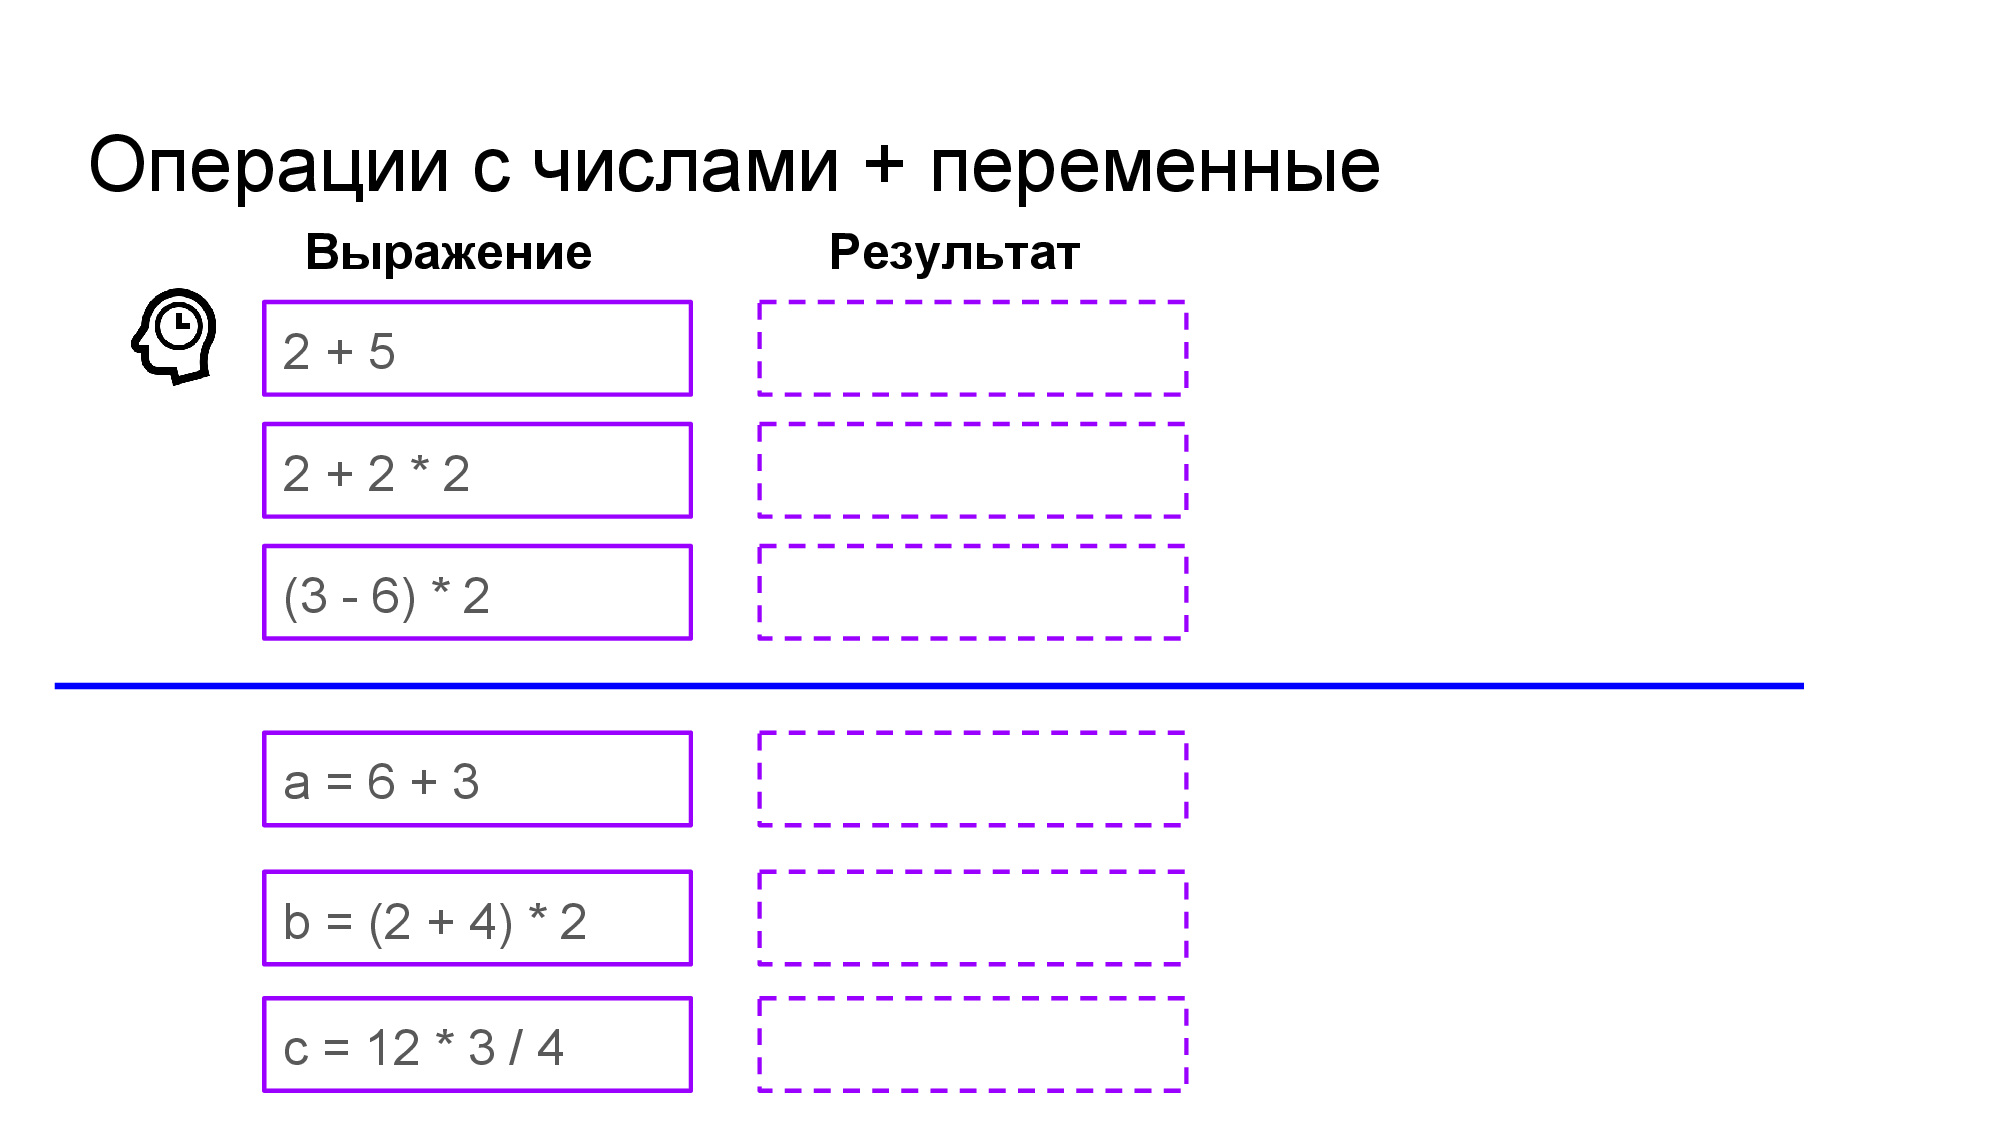 Операции с числами + переменные
Выражение Результат
2 + 5
2 + 2 * 2
(3 - 6) * 2
a = 6 + 3
b = (2 + 4) * 2
c = 12 * 3 / 4